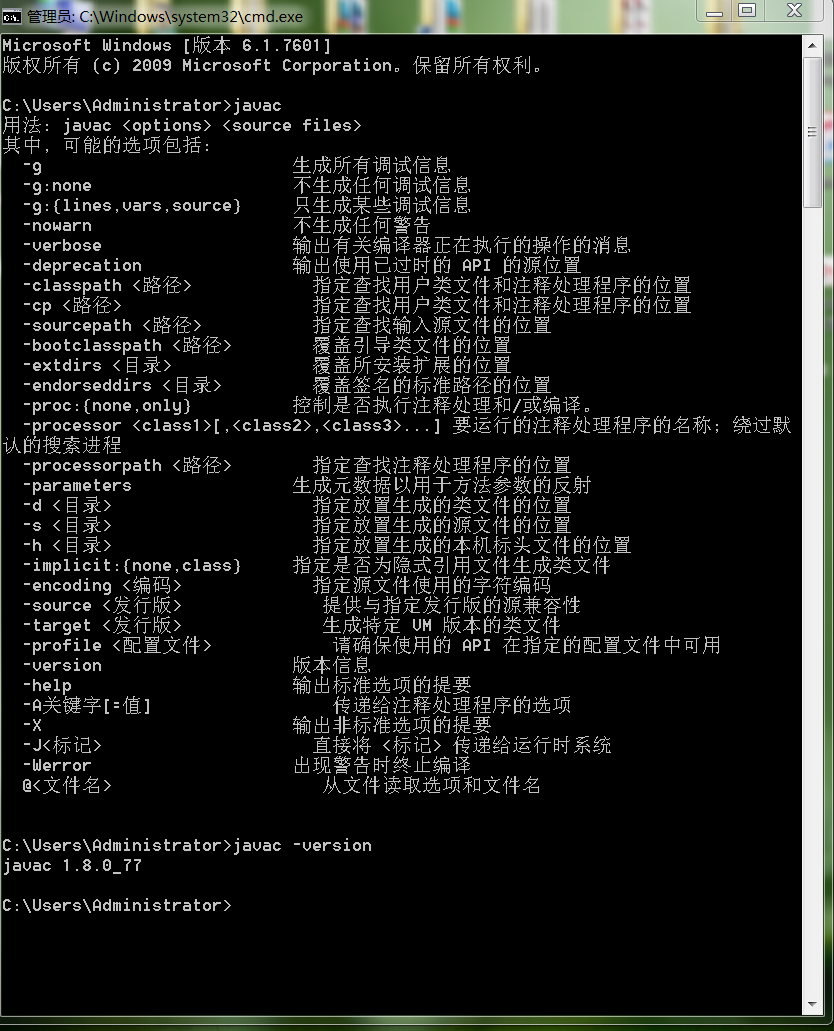 管理员: C:\Windows\system32\cmd.exe
Microsoft Windows [版本 6.1.7601]
版权所有 (c) 2009 Microsoft Corporation。保留所有权利。
C:\Users\Administrator>javac
用法: javac <options> <source files>
其中, 可能的选项包括:
-g 生成所有调试信息
-g:none 不生成任何调试信息
-g:{lines,vars,source} 只生成某些调试信息
-nowarn 不生成任何警告
-verbose 输出有关编译器正在执行的操作的消息
-deprecation 输出使用已过时的 API 的源位置
-classpath <路径> 指定查找用户类文件和注释处理程序的位置
-cp <路径> 指定查找用户类文件和注释处理程序的位置
-sourcepath <路径> 指定查找输入源文件的位置
-bootclasspath <路径> 覆盖引导类文件的位置
-extdirs <目录> 覆盖所安装扩展的位置
-endorseddirs <目录> 覆盖签名的标准路径的位置
-proc:{none,only} 控制是否执行注释处理和/或编译。
-processor <class1>[,<class2>,<class3>...] 要运行的注释处理程序的名称; 绕过默
认的搜索进程
-processorpath <路径> 指定查找注释处理程序的位置
-parameters 生成元数据以用于方法参数的反射
-d <目录> 指定放置生成的类文件的位置
-s <目录> 指定放置生成的源文件的位置
-h <目录> 指定放置生成的本机标头文件的位置
-implicit:{none,class} 指定是否为隐式引用文件生成类文件
-encoding <编码> 指定源文件使用的字符编码
-source <发行版> 提供与指定发行版的源兼容性
-target <发行版> 生成特定 VM 版本的类文件
-profile <配置文件> 请确保使用的 API 在指定的配置文件中可用
-version 版本信息
-help 输出标准选项的提要
-A关键字[=值] 传递给注释处理程序的选项
-X 输出非标准选项的提要
-J<标记> 直接将 <标记> 传递给运行时系统
-Werror 出现警告时终止编译
@<文件名> 从文件读取选项和文件名
C:\Users\Administrator>javac -version
javac 1.8.0_77
C:\Users\Administrator>